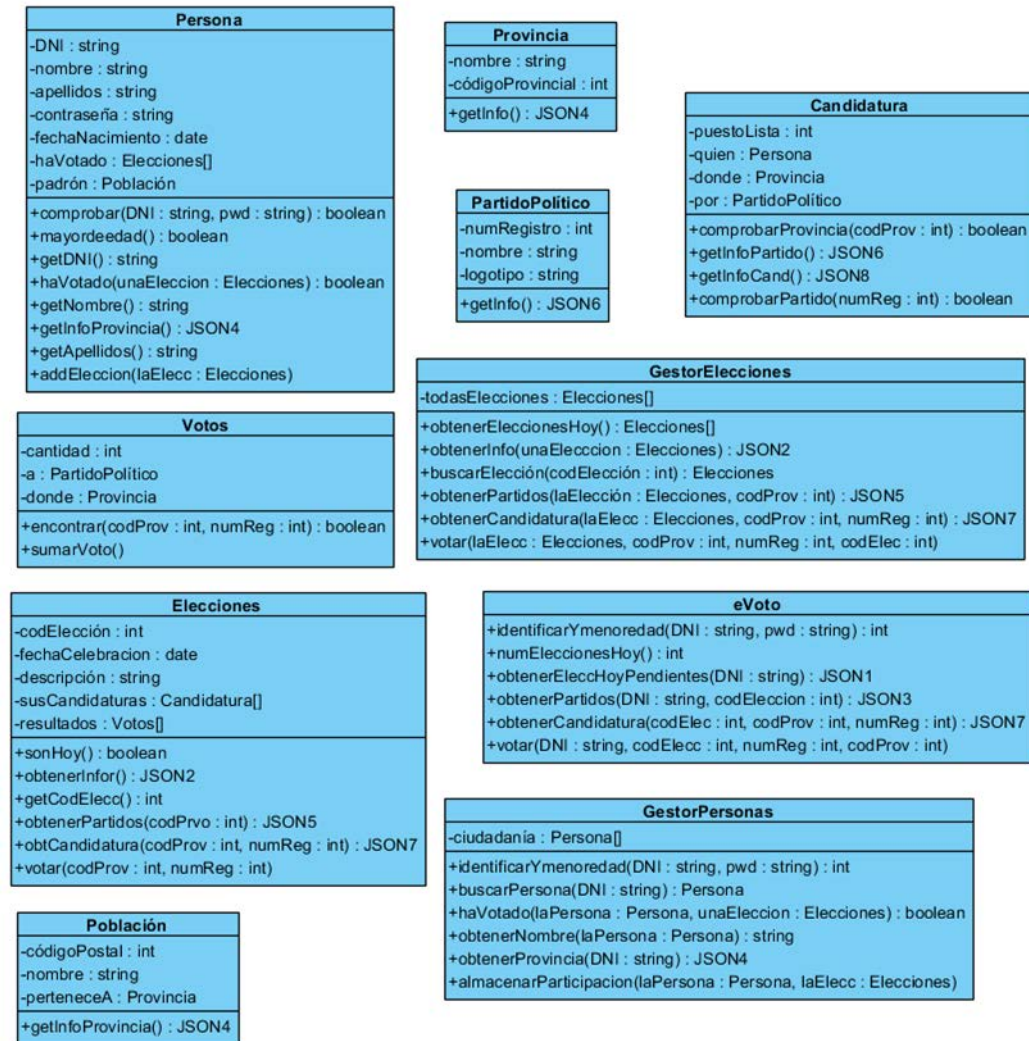 Persona
-DNI : string
-nombre : string
-apellidos : string
-contraseña : string
-fechaNacimiento : date
-haVotado : Elecciones[]
-padrón : Población
+comprobar(DNI : string, pwd : string) : boolean
+mayordeedad() : boolean
+getDNI() : string
+haVotado(unaEleccion : Elecciones) : boolean
+getNombre() : string
+getInfoProvincia() : JSON4
+getApellidos() : string
+addEleccion(laElecc : Elecciones)
Provincia
-nombre : string
-códigoProvincial : int
+getInfo() : JSON4
Candidatura
-puestoLista : int
-quien : Persona
-donde : Provincia
-por : PartidoPolítico
+comprobarProvincia(codProv : int) : boolean
+getInfoPartido() : JSON6
+getInfoCand() : JSON8
+comprobarPartido(numReg : int) : boolean
PartidoPolítico
-numRegistro : int
-nombre : string
-logotipo : string
+getInfo() : JSON6
GestorElecciones
-todasElecciones : Elecciones[]
+obtenerEleccionesHoy() : Elecciones[]
+obtenerInfo(unaElecccion : Elecciones) : JSON2
+buscarElección(codElección : int) : Elecciones
+obtenerPartidos(laElección : Elecciones, codProv : int) : JSON5
+obtenerCandidatura(laElecc : Elecciones, codProv : int, numReg : int) : JSON7
+votar(laElecc : Elecciones, codProv : int, numReg : int, codElec : int)
Votos
-cantidad : int
-a : PartidoPolítico
-donde : Provincia
+encontrar(codProv : int, numReg : int) : boolean
+sumarVoto()
Elecciones
-codElección : int
-fechaCelebracion : date
-descripción : string
-susCandidaturas : Candidatura[]
-resultados : Votos[]
+sonHoy() : boolean
+obtenerInfor() : JSON2
+getCodElecc() : int
+obtenerPartidos(codPrvo : int) : JSON5
+obtCandidatura(codProv : int, numReg : int) : JSON7
+votar(codProv : int, numReg : int)
eVoto
+identificarYmenoredad(DNI : string, pwd : string) : int
+numEleccionesHoy() : int
+obtenerEleccHoyPendientes(DNI : string) : JSON1
+obtenerPartidos(DNI : string, codEleccion : int) : JSON3
+obtenerCandidatura(codElec : int, codProv : int, numReg : int) : JSON7
+votar(DNI : string, codElecc : int, numReg : int, codProv : int)
GestorPersonas
-ciudadanía : Persona[]
+identificarYmenoredad(DNI : string, pwd : string) : int
+buscarPersona(DNI : string) : Persona
+haVotado(laPersona : Persona, unaEleccion : Elecciones) : boolean
+obtenerNombre(laPersona : Persona) : string
+obtenerProvincia(DNI : string) : JSON4
+almacenarParticipacion(laPersona : Persona, laElecc : Elecciones)
Población
-códigoPostal : int
-nombre : string
-perteneceA : Provincia
+getInfoProvincia() : JSON4